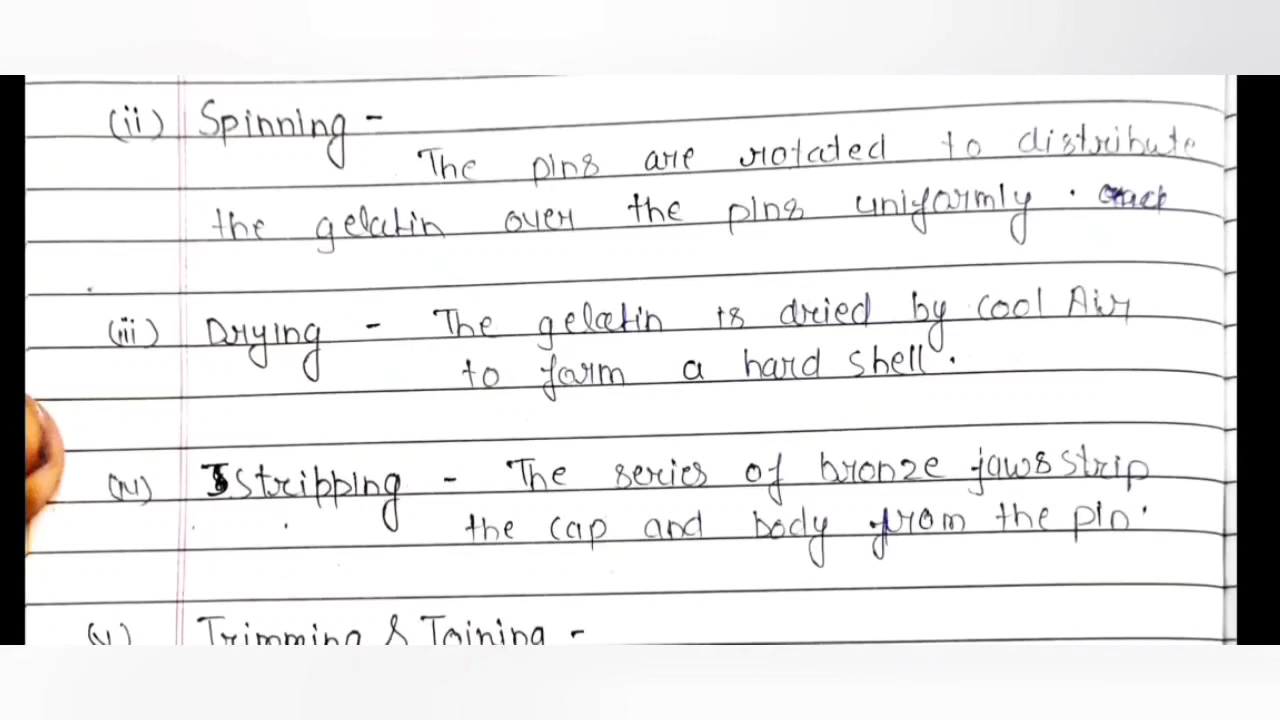 (ii) Spinning -
The pins are rotated to distribute
the gelatin over the pins uniformly.
(iii) Drying - The gelatin is dried by cool Air
to form a hard shell.
(iv) Stripping - The series of bronze jaws strip
the cap and body from the pin.
(v) Trimming & Joining -